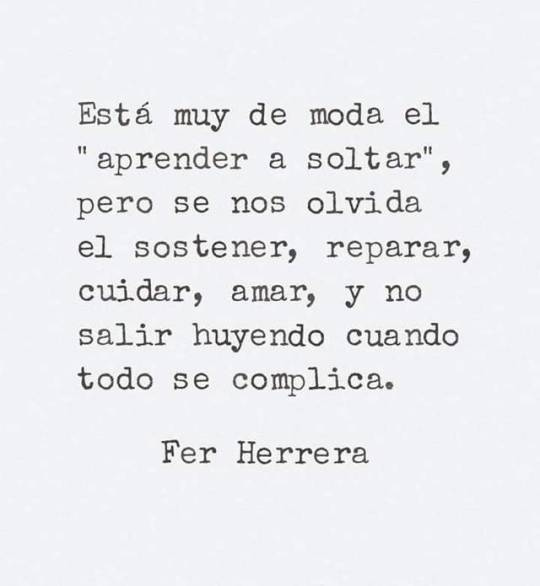 Está muy de moda el
"aprender a soltar",
pero se nos olvida
el sostener, reparar,
cuidar, amar, y no
salir huyendo cuando
todo se complica.
Fer Herrera